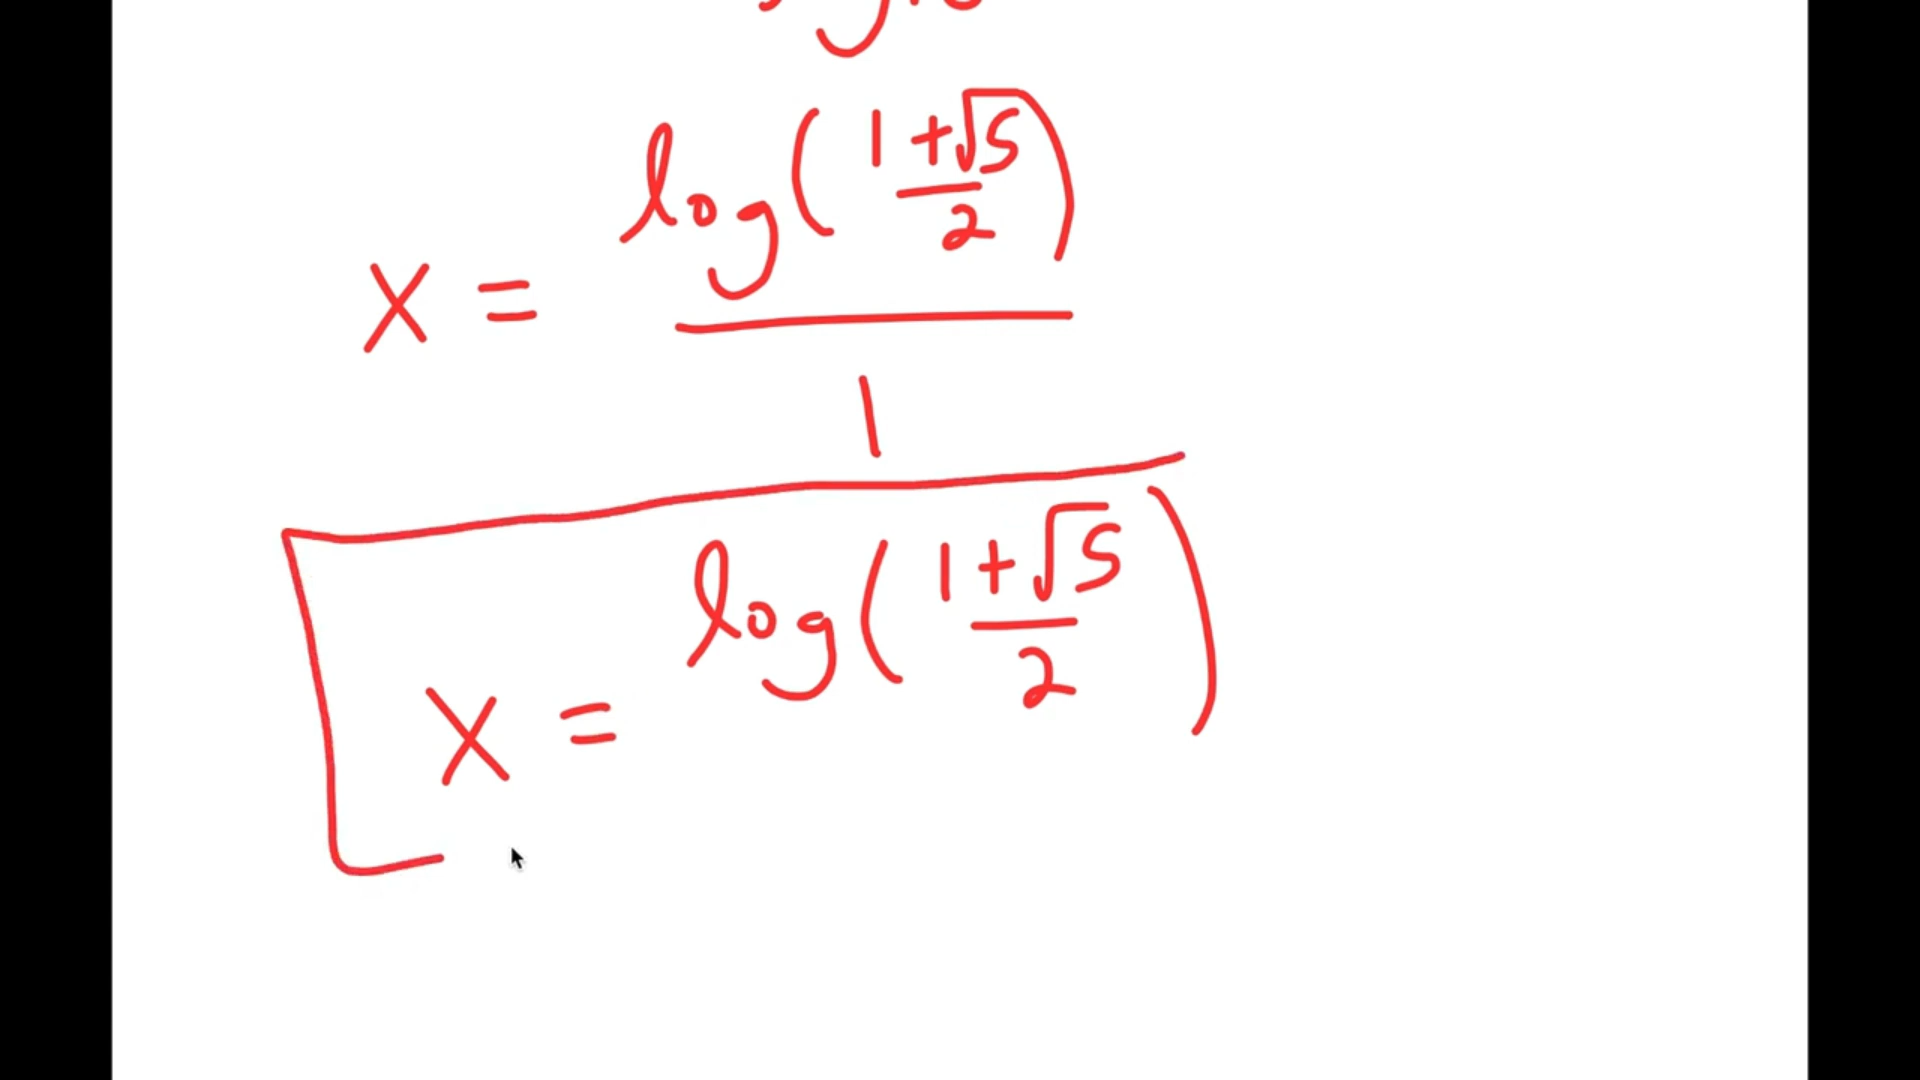 x = log((1+√5)/2) / 1
x = log((1+√5)/2)